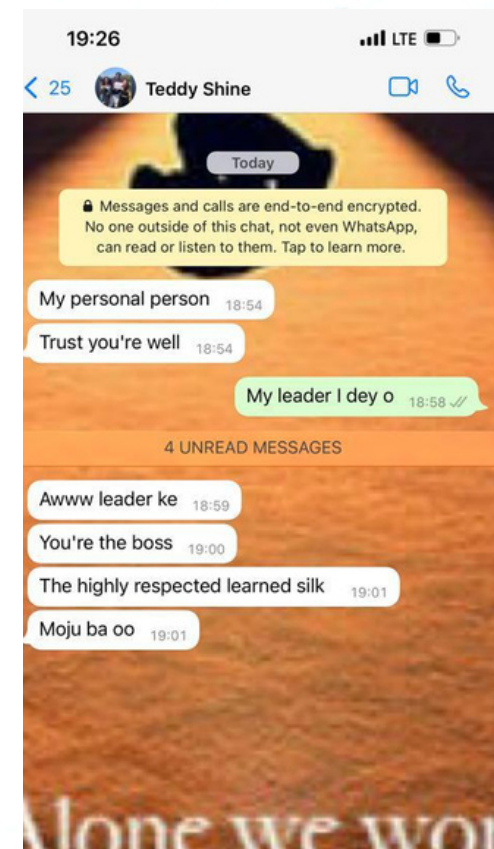 19:26
LTE
25
Teddy Shine
Today
Messages and calls are end-to-end encrypted.
No one outside of this chat, not even WhatsApp,
can read or listen to them. Tap to learn more.
My personal person 18:54
Trust you're well 18:54
My leader I dey o 18:58
4 UNREAD MESSAGES
Awww leader ke 18:59
You're the boss 19:00
The highly respected learned silk 19:01
Moju ba oo 19:01
Alone we